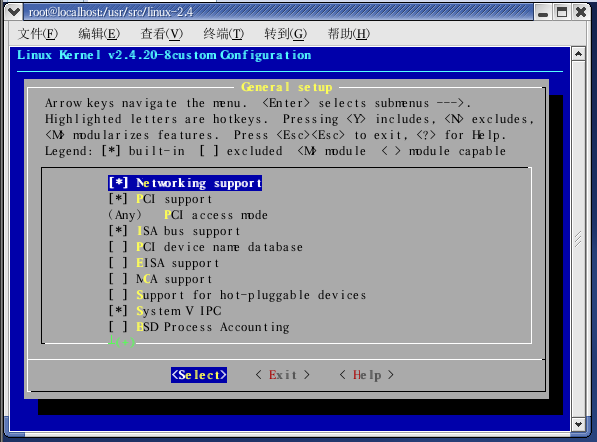 root@localhost:/usr/src/linux-2.4
文件(F) 编辑(E) 查看(V) 终端(T) 转到(G) 帮助(H)
Linux Kernel v2.4.20-8custom Configuration
General setup
Arrow keys navigate the menu. <Enter> selects submenus --->.
Highlighted letters are hotkeys. Pressing <Y> includes, <N> excludes,
<M> modularizes features. Press <Esc><Esc> to exit, <?> for Help.
Legend: [*] built-in [ ] excluded <M> module < > module capable
[*] Networking support
[*] PCI support
(Any) PCI access mode
[*] ISA bus support
[ ] PCI device name database
[ ] EISA support
[ ] MCA support
[ ] Support for hot-pluggable devices
[*] System V IPC
[ ] BSD Process Accounting
(+)
<Select> < Exit > < Help >